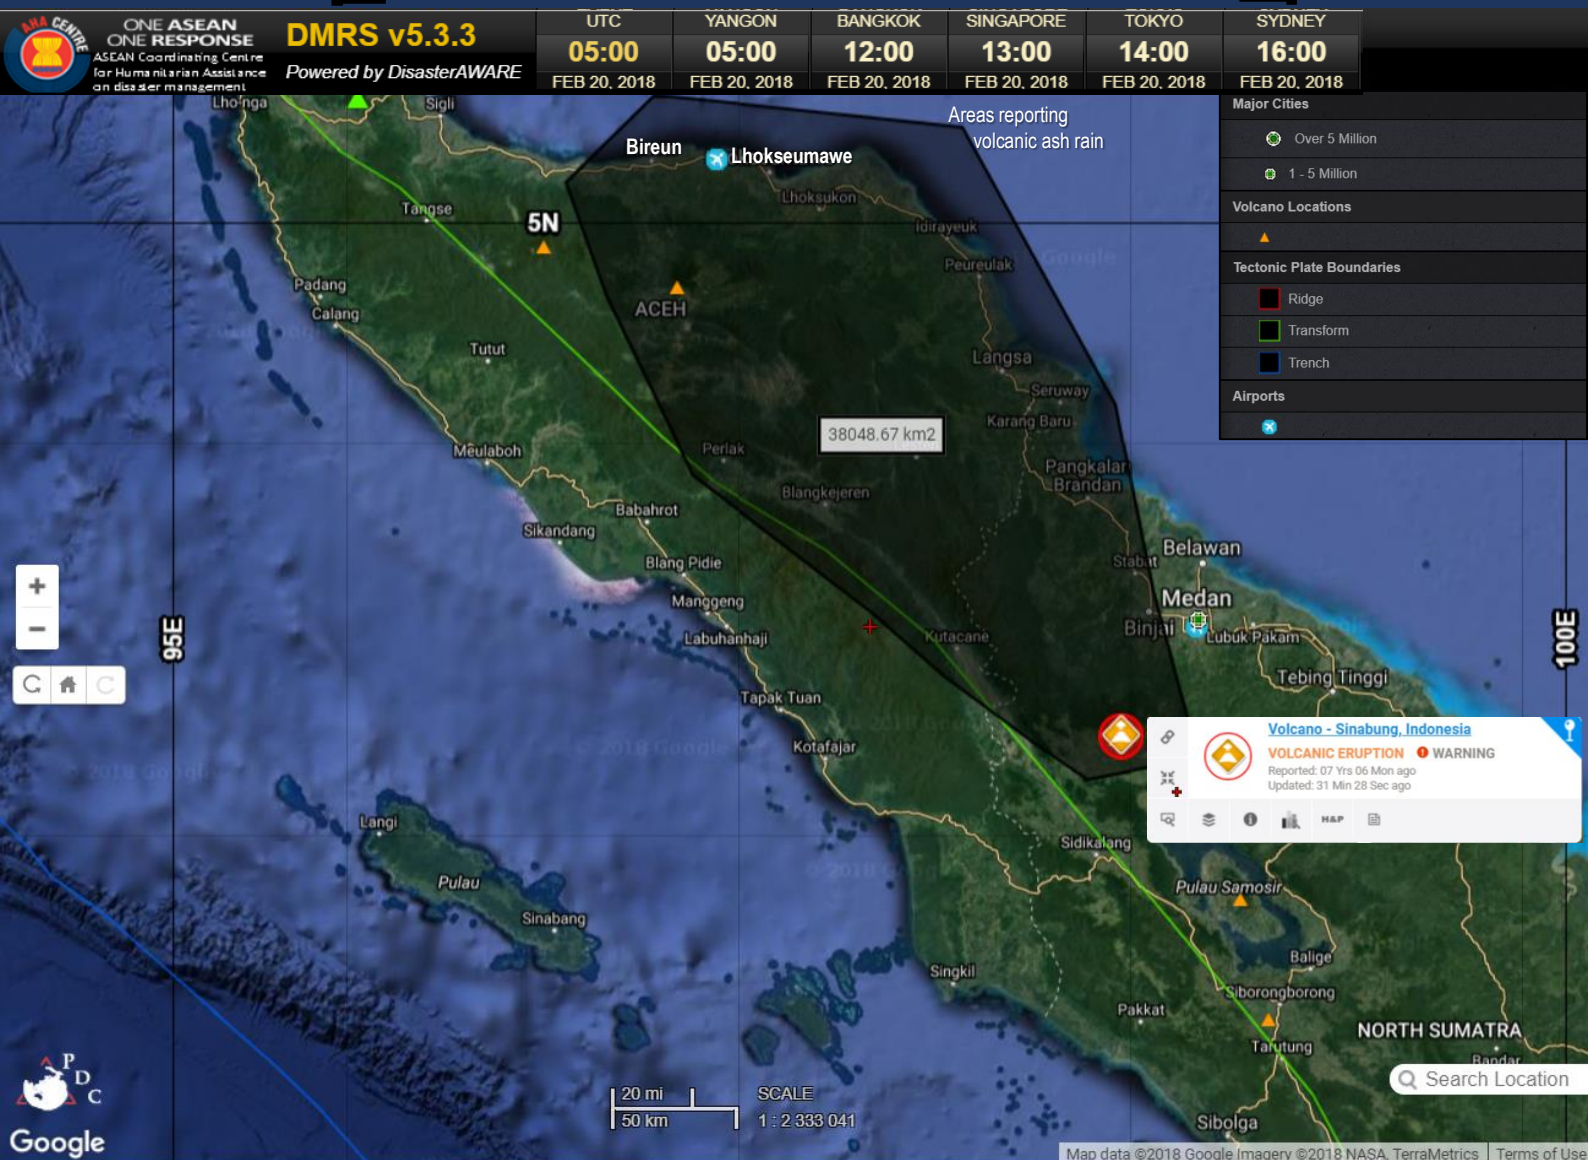 AHA CENTRE
ONE ASEAN
ONE RESPONSE
ASEAN Coordinating Centre
for Humanitarian Assistance
on disaster management
DMRS v5.3.3
Powered by DisasterAWARE
UTC
05:00
FEB 20, 2018
YANGON
05:00
FEB 20, 2018
BANGKOK
12:00
FEB 20, 2018
SINGAPORE
13:00
FEB 20, 2018
TOKYO
14:00
FEB 20, 2018
SYDNEY
16:00
FEB 20, 2018
Major Cities
Over 5 Million
1 - 5 Million
Volcano Locations
Tectonic Plate Boundaries
Ridge
Transform
Trench
Airports
Lho'nga
Sigli
Areas reporting
volcanic ash rain
Bireun
Lhokseumawe
Lhoksukon
Tangse
5N
Idirayeuk
Peureulak
Google
Padang
Calang
ACEH
Tutut
Langsa
Seruway
Karang Baru
38048.67 km2
Meulaboh
Perlak
Pangkalan
Brandan
Blangkejeren
Babahrot
Sikandang
Blang Pidie
Stabat
Belawan
Manggeng
Medan
Labuhanhaji
Kutacane
Binjai
Lubuk Pakam
95E
100E
+
−
Tebing Tinggi
Tapak Tuan
Kotafajar
© 2018 Google
Volcano - Sinabung, Indonesia
VOLCANIC ERUPTION WARNING
Reported: 07 Yrs 06 Mon ago
Updated: 31 Min 28 Sec ago
H&P
Langi
Sidikalang
Pulau
Pulau Samosir
Sinabang
Balige
Singkil
Siborongborong
Pakkat
NORTH SUMATRA
Tarutung
Bandar
Search Location
20 mi
50 km
SCALE
1 : 2 333 041
Sibolga
PDC
Google
Map data ©2018 Google Imagery ©2018 NASA, TerraMetrics
Terms of Use